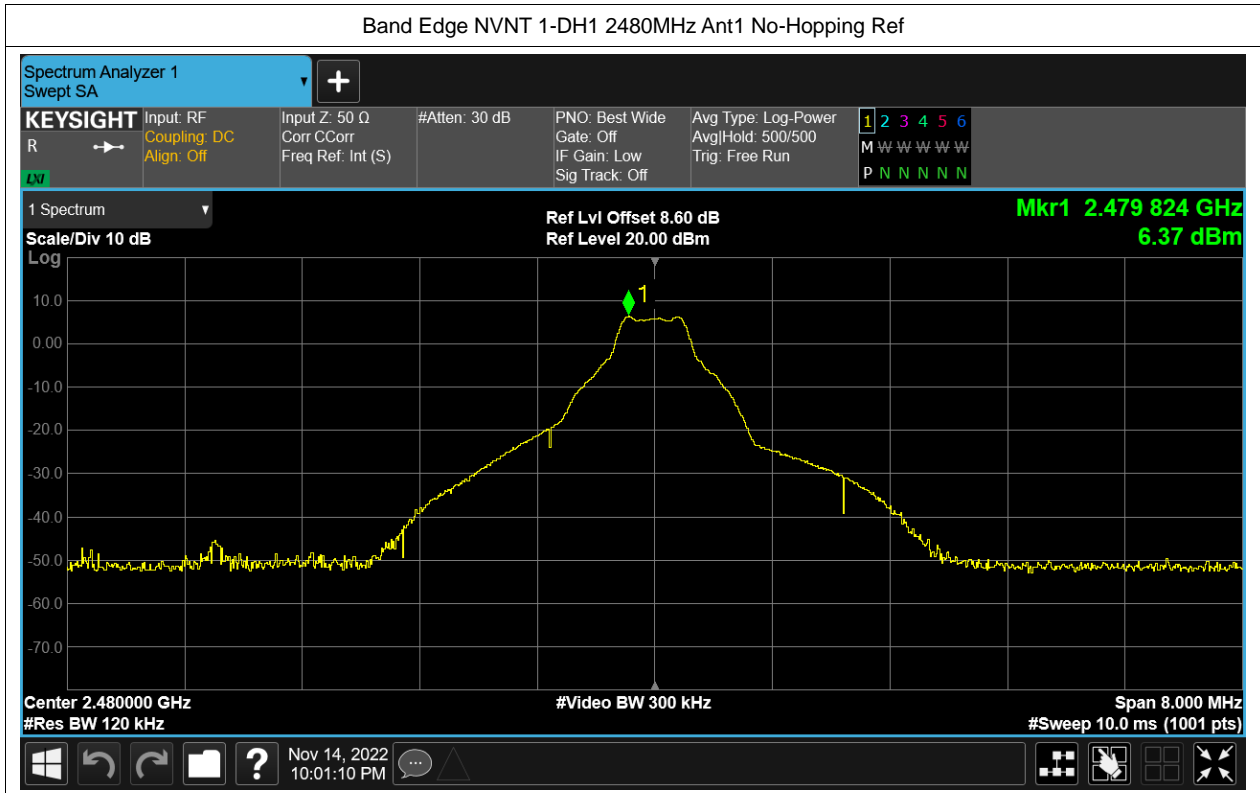 Band Edge NVNT 1-DH1 2480MHz Ant1 No-Hopping Ref
Spectrum Analyzer 1
Swept SA
KEYSIGHT
R
LXI
Input: RF
Coupling: DC
Align: Off
Input Z: 50 Ω
Corr CCorr
Freq Ref: Int (S)
#Atten: 30 dB
PNO: Best Wide
Gate: Off
IF Gain: Low
Sig Track: Off
Avg Type: Log-Power
Avg|Hold: 500/500
Trig: Free Run
1 2 3 4 5 6
M W W W W W W
P N N N N N
1 Spectrum
Scale/Div 10 dB
Ref Lvl Offset 8.60 dB
Ref Level 20.00 dBm
Mkr1 2.479 824 GHz
6.37 dBm
Log
1
10.0
0.00
-10.0
-20.0
-30.0
-40.0
-50.0
-60.0
-70.0
Center 2.480000 GHz
#Res BW 120 kHz
#Video BW 300 kHz
Span 8.000 MHz
#Sweep 10.0 ms (1001 pts)
?
Nov 14, 2022
10:01:10 PM